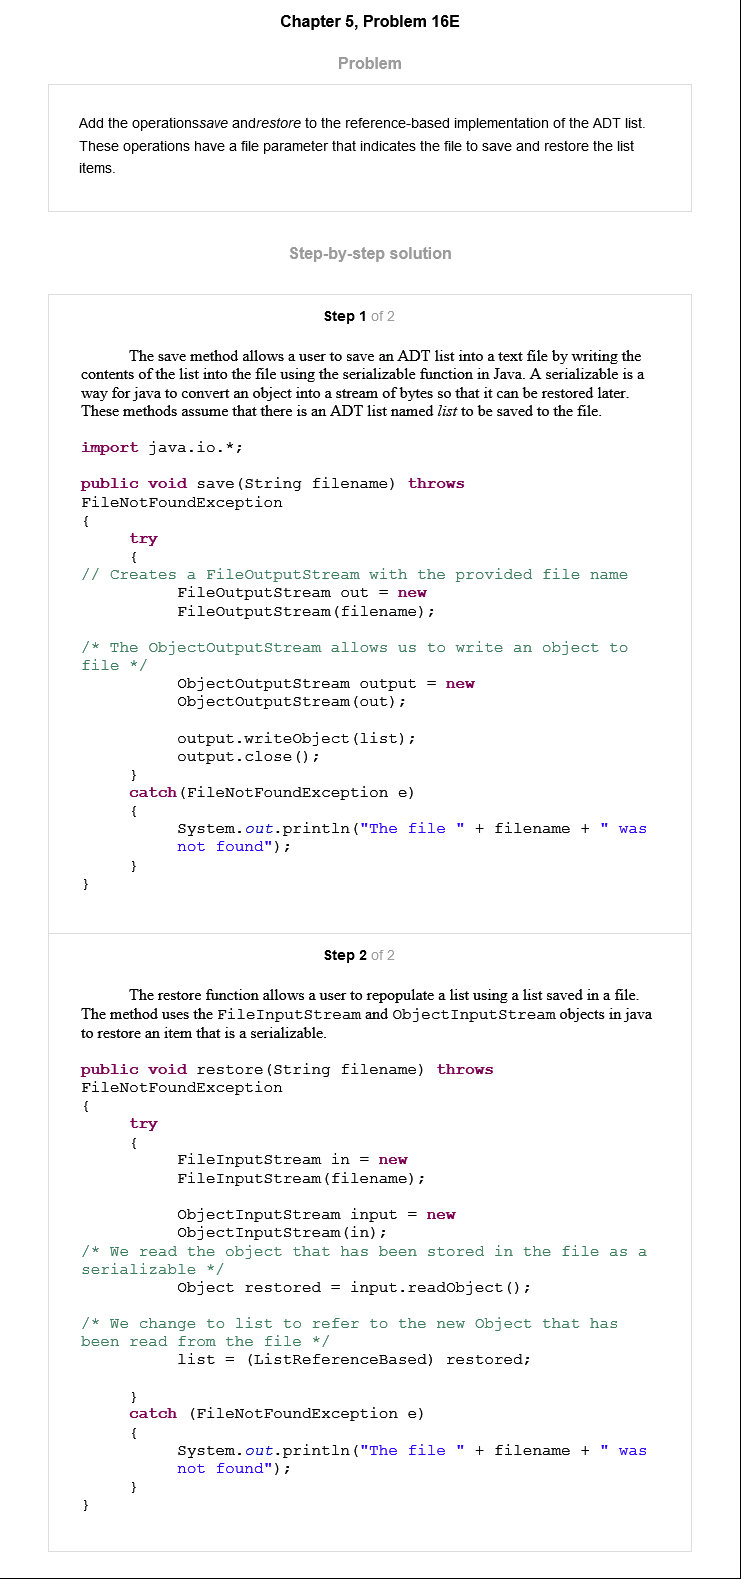 Chapter 5, Problem 16E
Problem
Add the operationssave andrestore to the reference-based implementation of the ADT list.
These operations have a file parameter that indicates the file to save and restore the list
items.
Step-by-step solution
Step 1 of 2
The save method allows a user to save an ADT list into a text file by writing the
contents of the list into the file using the serializable function in Java. A serializable is a
way for java to convert an object into a stream of bytes so that it can be restored later.
These methods assume that there is an ADT list named list to be saved to the file.
import java.io.*;
public void save(String filename) throws
FileNotFoundException
{
try
{
// Creates a FileOutputStream with the provided file name
FileOutputStream out = new
FileOutputStream(filename);
/* The ObjectOutputStream allows us to write an object to
file */
ObjectOutputStream output = new
ObjectOutputStream(out);
output.writeObject(list);
output.close();
}
catch(FileNotFoundException e)
{
System.out.println("The file " + filename + " was
not found");
}
}
Step 2 of 2
The restore function allows a user to repopulate a list using a list saved in a file.
The method uses the FileInputStream and ObjectInputStream objects in java
to restore an item that is a serializable.
public void restore(String filename) throws
FileNotFoundException
{
try
{
FileInputStream in = new
FileInputStream(filename);
ObjectInputStream input = new
ObjectInputStream(in);
/* We read the object that has been stored in the file as a
serializable */
Object restored = input.readObject();
/* We change to list to refer to the new Object that has
been read from the file */
list = (ListReferenceBased) restored;
}
catch (FileNotFoundException e)
{
System.out.println("The file " + filename + " was
not found");
}
}